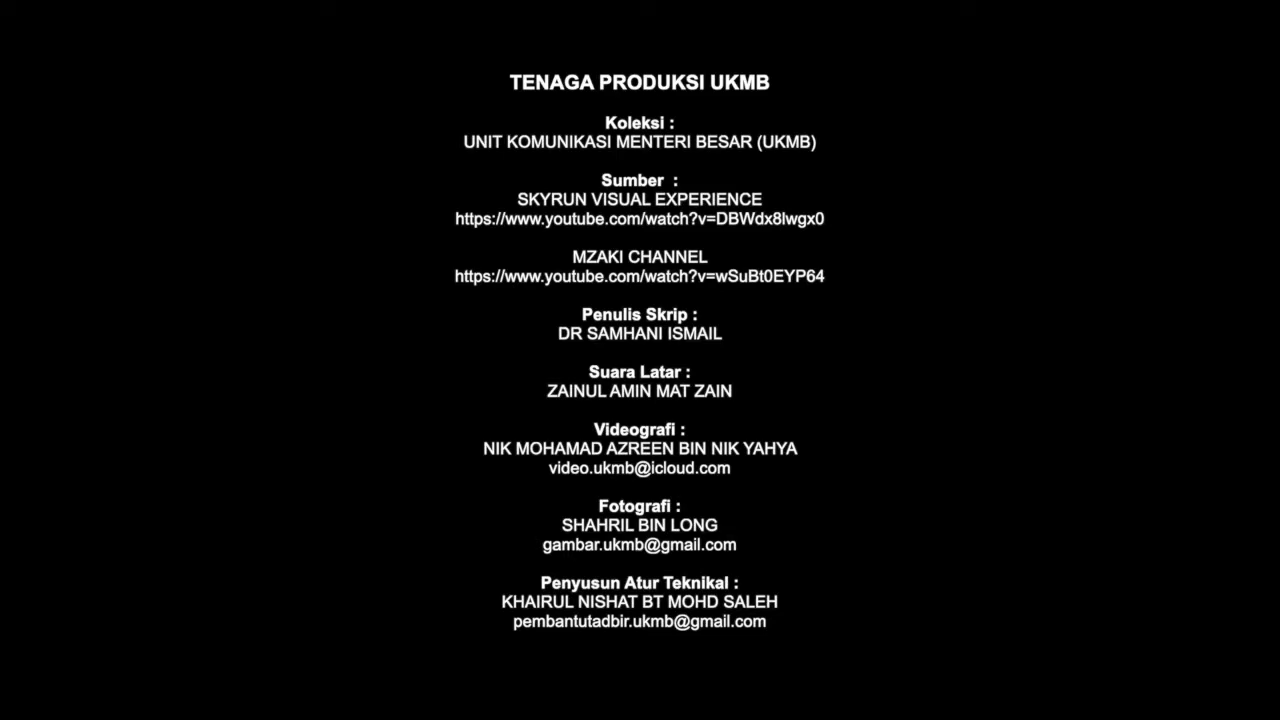 TENAGA PRODUKSI UKMB
Koleksi :
UNIT KOMUNIKASI MENTERI BESAR (UKMB)
Sumber :
SKYRUN VISUAL EXPERIENCE
https://www.youtube.com/watch?v=DBWdx8lwgx0
MZAKI CHANNEL
https://www.youtube.com/watch?v=wSuBt0EYP64
Penulis Skrip :
DR SAMHANI ISMAIL
Suara Latar :
ZAINUL AMIN MAT ZAIN
Videografi :
NIK MOHAMAD AZREEN BIN NIK YAHYA
video.ukmb@icloud.com
Fotografi :
SHAHRIL BIN LONG
gambar.ukmb@gmail.com
Penyusun Atur Teknikal :
KHAIRUL NISHAT BT MOHD SALEH
pembantutadbir.ukmb@gmail.com